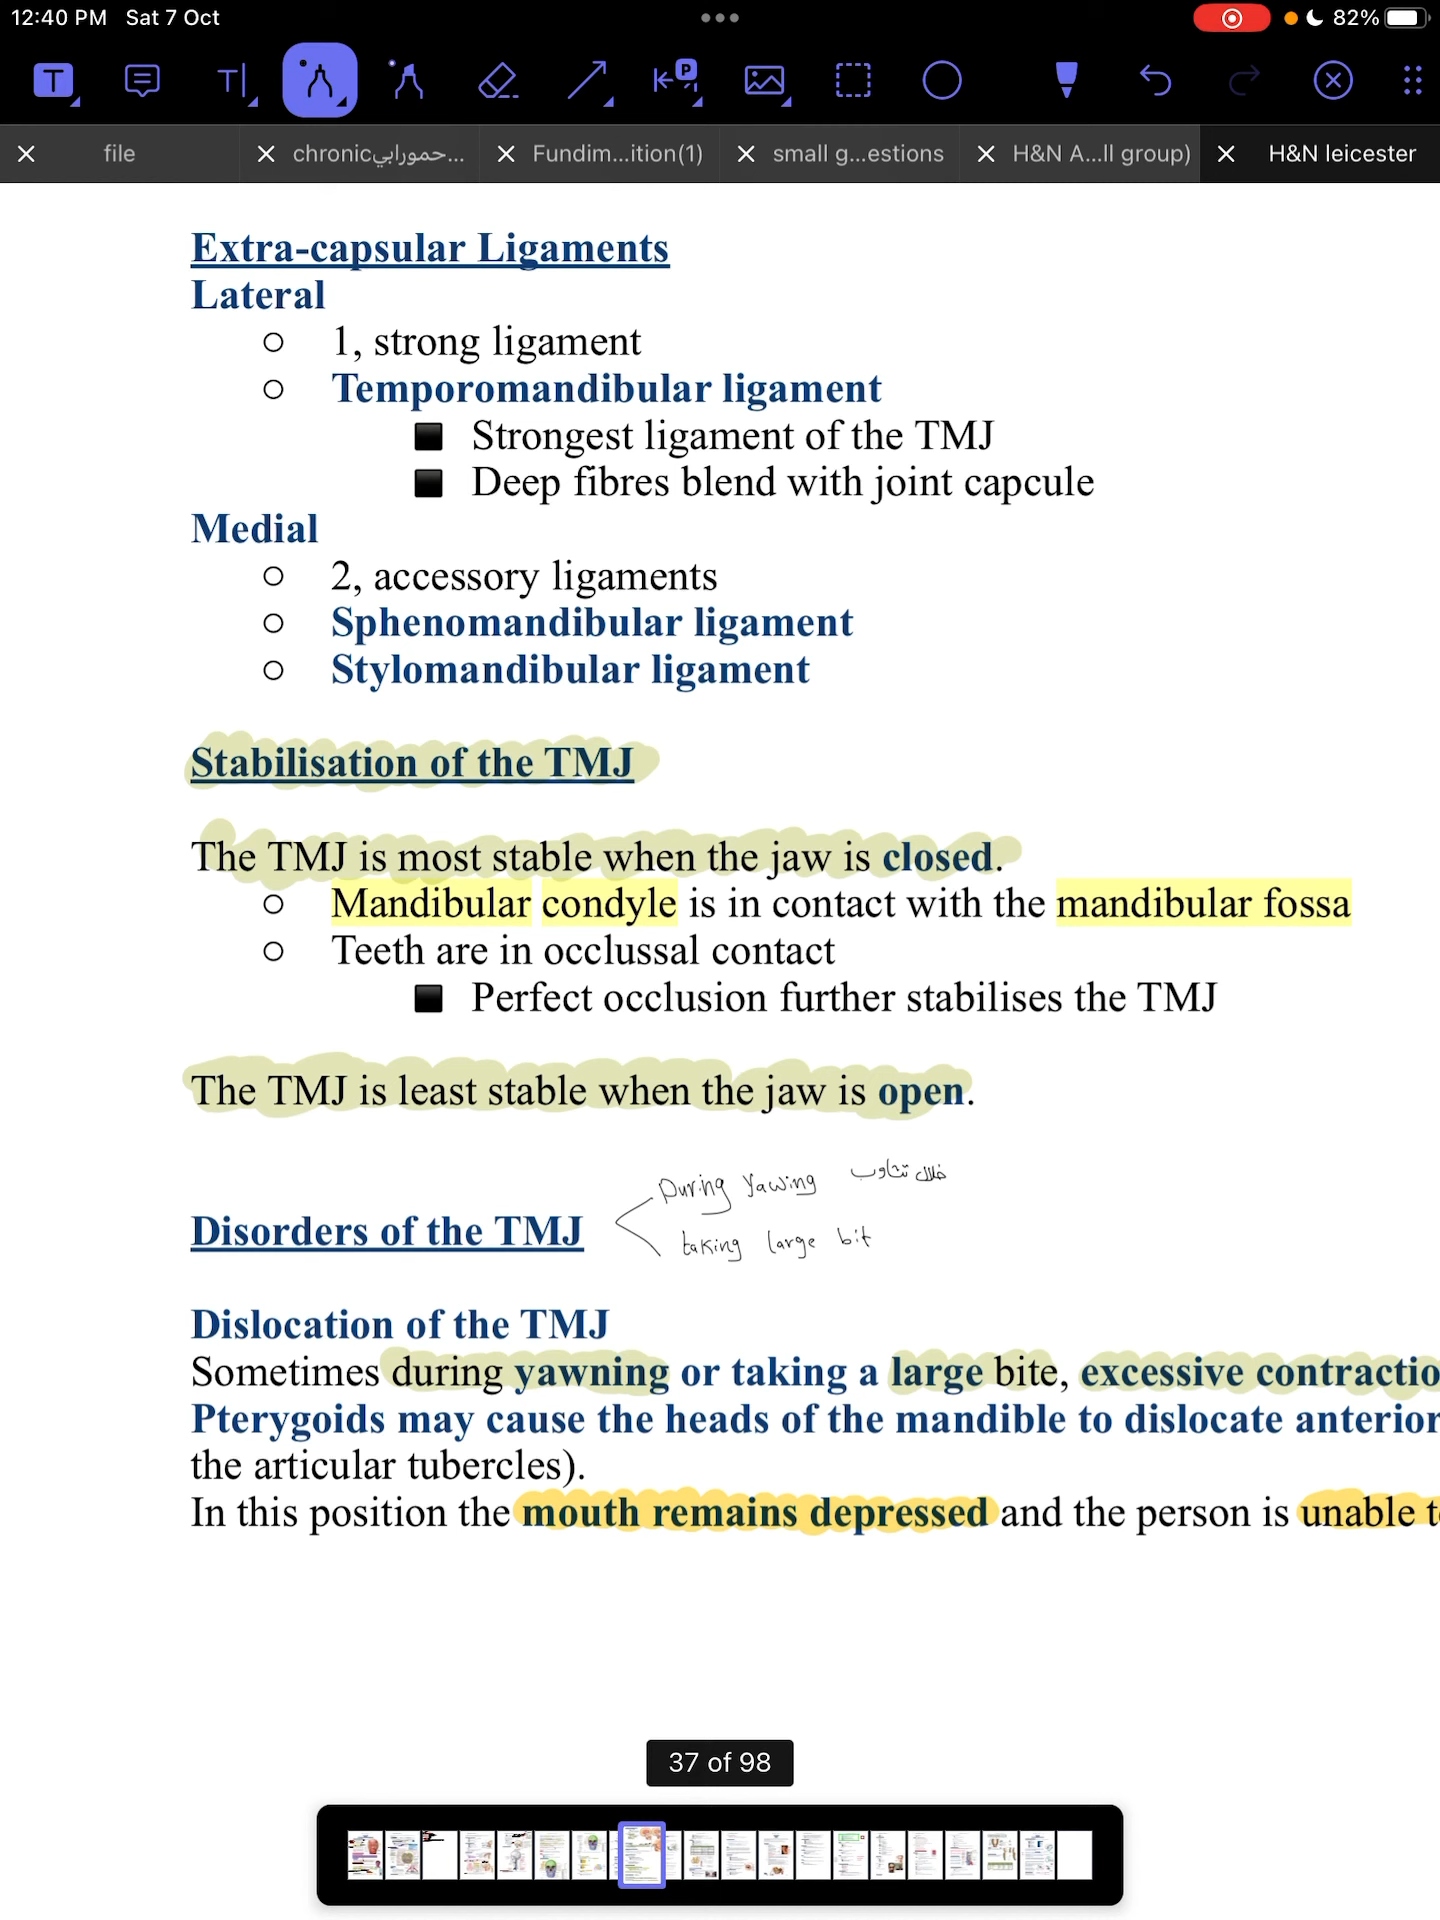 12:40 PM Sat 7 Oct
82%
file
chronicحمورابي...
Fundim...ition(1)
small g...estions
H&N A...ll group)
H&N leicester
Extra-capsular Ligaments
Lateral
1, strong ligament
Temporomandibular ligament
Strongest ligament of the TMJ
Deep fibres blend with joint capcule
Medial
2, accessory ligaments
Sphenomandibular ligament
Stylomandibular ligament
Stabilisation of the TMJ
The TMJ is most stable when the jaw is closed.
Mandibular condyle is in contact with the mandibular fossa
Teeth are in occlussal contact
Perfect occlusion further stabilises the TMJ
The TMJ is least stable when the jaw is open.
During Yawing خلال تثاوب
Disorders of the TMJ
taking large bit
Dislocation of the TMJ
Sometimes during yawning or taking a large bite, excessive contractio
Pterygoids may cause the heads of the mandible to dislocate anterior
the articular tubercles).
In this position the mouth remains depressed and the person is unable t
37 of 98